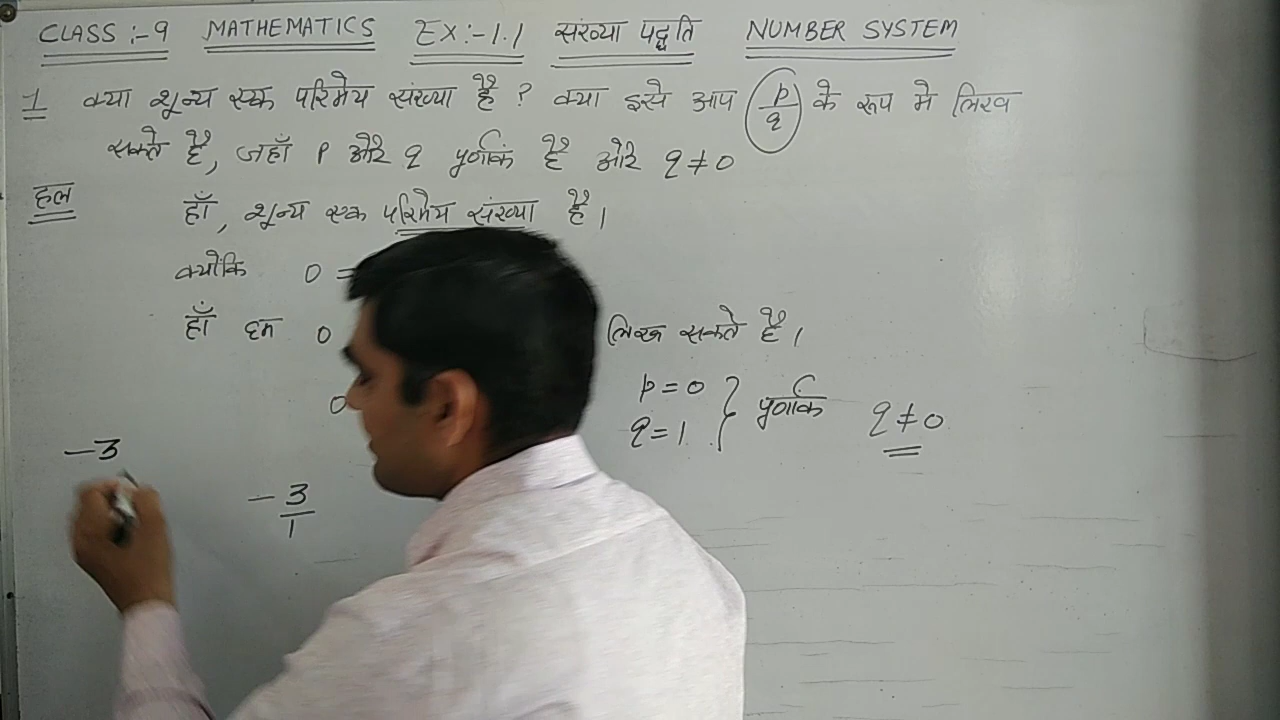 CLASS :- 9 MATHEMATICS EX :- 1.1 संख्या पद्धति NUMBER SYSTEM
1 क्या शून्य एक परिमेय संख्या है ? क्या इसे आप p/q के रूप मे लिख
सकते है, जहाँ p और q पूर्णांक है और q ≠ 0
हल हाँ, शून्य एक परिमेय संख्या है।
क्योकि 0 =
हाँ हम 0 लिख सकते है।
0 p = 0 } पूर्णांक q ≠ 0
q = 1
-3
-3/1